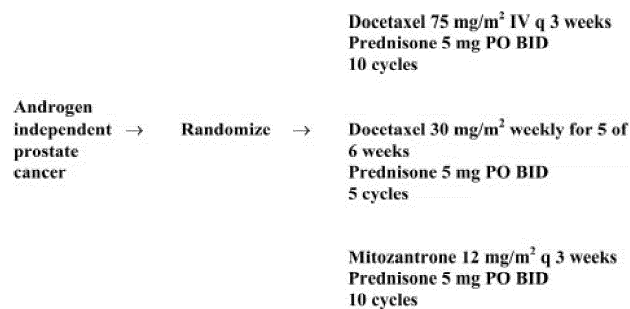 Androgen
independent → Randomize →
prostate
cancer
Docetaxel 75 mg/m² IV q 3 weeks
Prednisone 5 mg PO BID
10 cycles
Docetaxel 30 mg/m² weekly for 5 of
6 weeks
Prednisone 5 mg PO BID
5 cycles
Mitozantrone 12 mg/m² q 3 weeks
Prednisone 5 mg PO BID
10 cycles